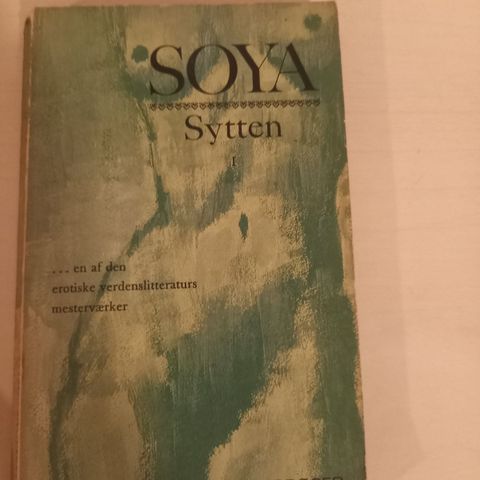 SOYA
Sytten
I
... en af den
erotiske verdenslitteraturs
mesterværker